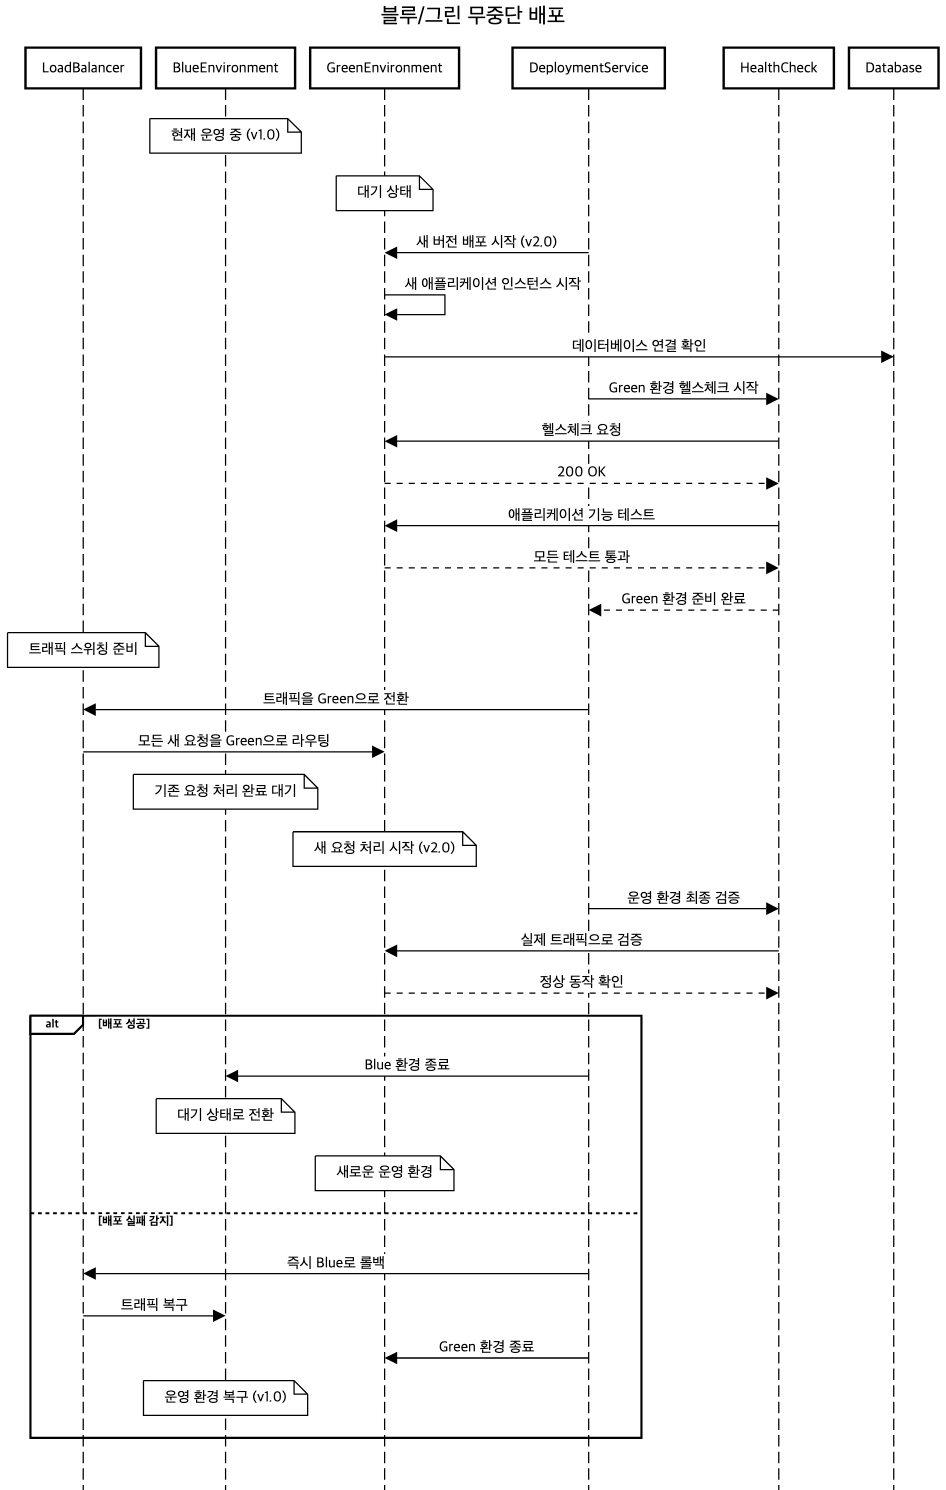 블루/그린 무중단 배포
LoadBalancer
BlueEnvironment
GreenEnvironment
DeploymentService
HealthCheck
Database
현재 운영 중 (v1.0)
대기 상태
새 버전 배포 시작 (v2.0)
새 애플리케이션 인스턴스 시작
데이터베이스 연결 확인
Green 환경 헬스체크 시작
헬스체크 요청
200 OK
애플리케이션 기능 테스트
모든 테스트 통과
Green 환경 준비 완료
트래픽 스위칭 준비
트래픽을 Green으로 전환
모든 새 요청을 Green으로 라우팅
기존 요청 처리 완료 대기
새 요청 처리 시작 (v2.0)
운영 환경 최종 검증
실제 트래픽으로 검증
정상 동작 확인
alt [배포 성공]
Blue 환경 종료
대기 상태로 전환
새로운 운영 환경
[배포 실패 감지]
즉시 Blue로 롤백
트래픽 복구
Green 환경 종료
운영 환경 복구 (v1.0)